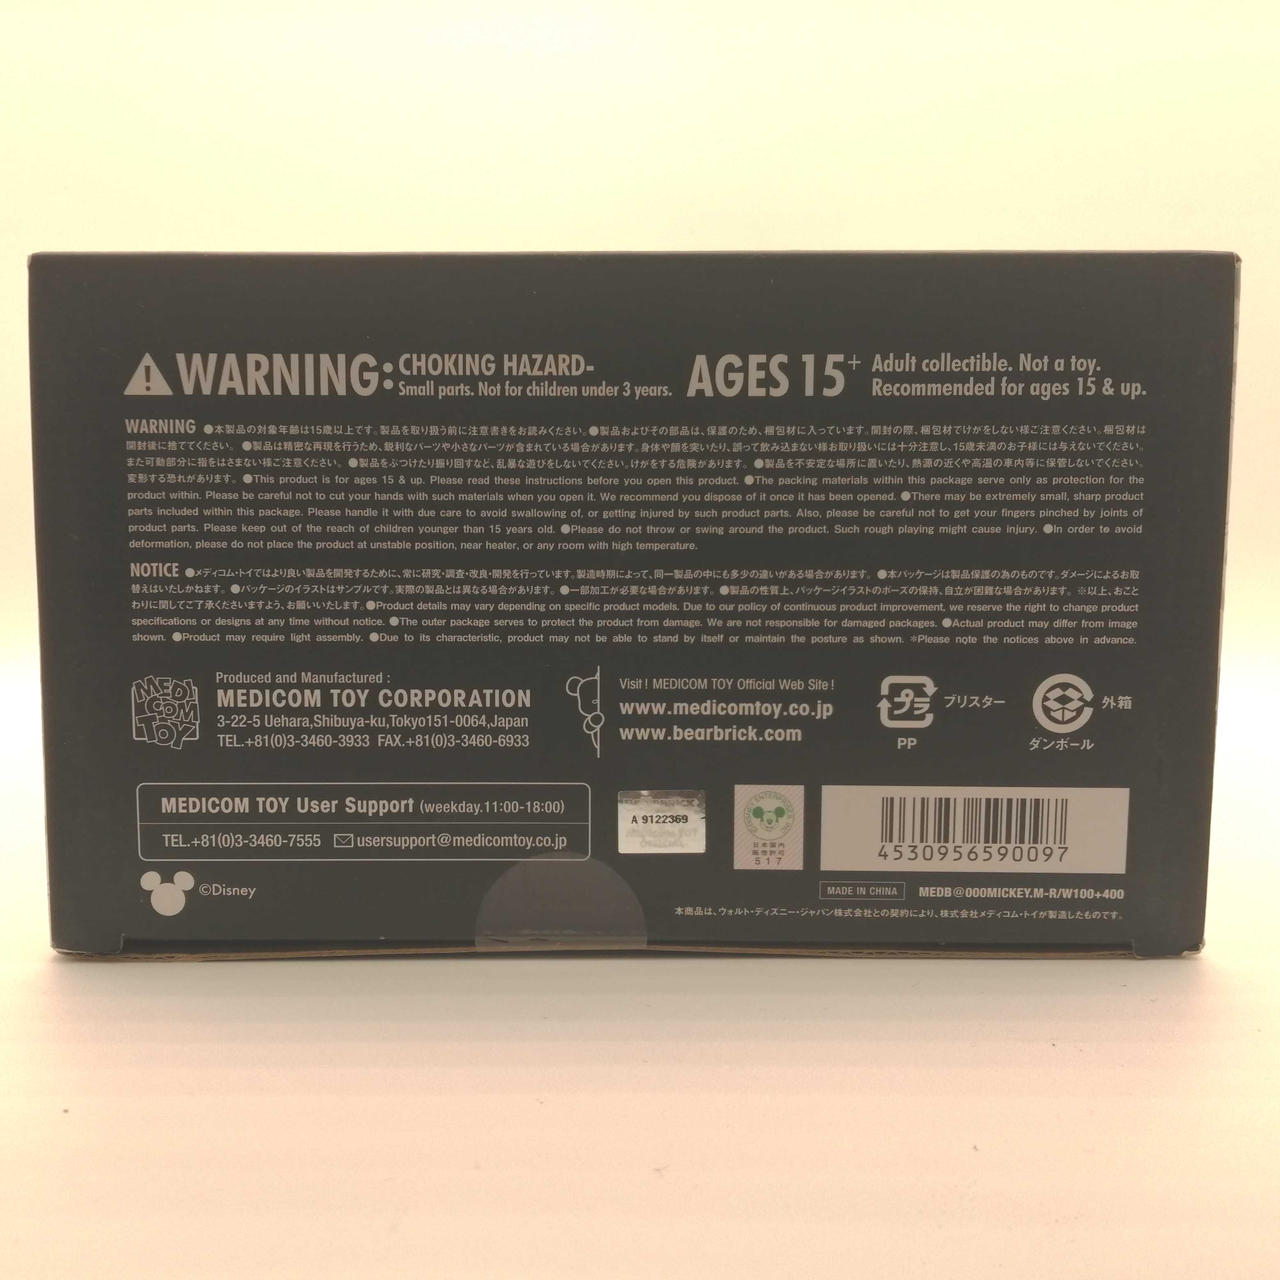 WARNING: CHOKING HAZARD-
Small parts. Not for children under 3 years.
AGES 15+ Adult collectible. Not a toy.
Recommended for ages 15 & up.
WARNING ●本製品の対象年齢は15歳以上です。製品を取り扱う前に注意書きをお読みください。●製品およびその部品は、保護のため、梱包材に入っています。開封の際、梱包材でけがをしない様ご注意ください。梱包材は
開封後に捨ててください。 ●製品は精密な再現を行うため、鋭利なパーツや小さなパーツが含まれている場合があります。身体や顔を突いたり、誤って飲み込まない様お取り扱いには十分注意し、15歳未満のお子様には与えないでください。
また可動部分に指をはさまない様ご注意ください。 ●製品をぶつけたり振り回すなど、乱暴な遊びをしないでください。けがをする危険があります。 ●製品を不安定な場所に置いたり、熱源の近くや高温の車内等に保管しないでください。
変形する恐れがあります。 ●This product is for ages 15 & up. Please read these instructions before you open this product. ●The packing materials within this package serve only as protection for the
product within. Please be careful not to cut your hands with such materials when you open it. We recommend you dispose of it once it has been opened. ●There may be extremely small, sharp product
parts included within this package. Please handle it with due care to avoid swallowing of, or getting injured by such product parts. Also, please be careful not to get your fingers pinched by joints of
product parts. Please keep out of the reach of children younger than 15 years old. ●Please do not throw or swing around the product. Such rough playing might cause injury. ●In order to avoid
deformation, please do not place the product at unstable position, near heater, or any room with high temperature.
NOTICE ●メディコム・トイではより良い製品を開発するために、常に研究・調査・改良・開発を行っています。製造時期によって、同一製品の中にも多少の違いがある場合があります。 ●本パッケージは製品保護の為のものです。ダメージによるお取
替えはいたしかねます。 ●パッケージのイラストはサンプルです。実際の製品とは異なる場合があります。 ●一部加工が必要な場合があります。 ●製品の性質上、パッケージイラストのポーズの保持、自立が困難な場合があります。 ※以上、おこと
わりに関してご了承くださいますよう、お願いいたします。●Product details may vary depending on specific product models. Due to our policy of continuous product improvement, we reserve the right to change product
specifications or designs at any time without notice. ●The outer package serves to protect the product from damage. We are not responsible for damaged packages. ●Actual product may differ from image
shown. ●Product may require light assembly. ●Due to its characteristic, product may not be able to stand by itself or maintain the posture as shown. *Please note the notices above in advance.
MEDI
COM
TOY
Produced and Manufactured :
MEDICOM TOY CORPORATION
3-22-5 Uehara,Shibuya-ku,Tokyo151-0064,Japan
TEL.+81(0)3-3460-3933 FAX.+81(0)3-3460-6933
Visit ! MEDICOM TOY Official Web Site !
www.medicomtoy.co.jp
www.bearbrick.com
プラ
ブリスター
PP
外箱
ダンボール
MEDICOM TOY User Support (weekday.11:00-18:00)
TEL.+81(0)3-3460-7555 usersupport@medicomtoy.co.jp
©Disney
A 9122369
DISNEY ENTERPRISES INC
日本国内
販売許可
517
4530956590097
MADE IN CHINA
MEDB@000MICKEY.M-R/W100+400
本商品は、ウォルト・ディズニー・ジャパン株式会社との契約により、株式会社メディコム・トイが製造したものです。